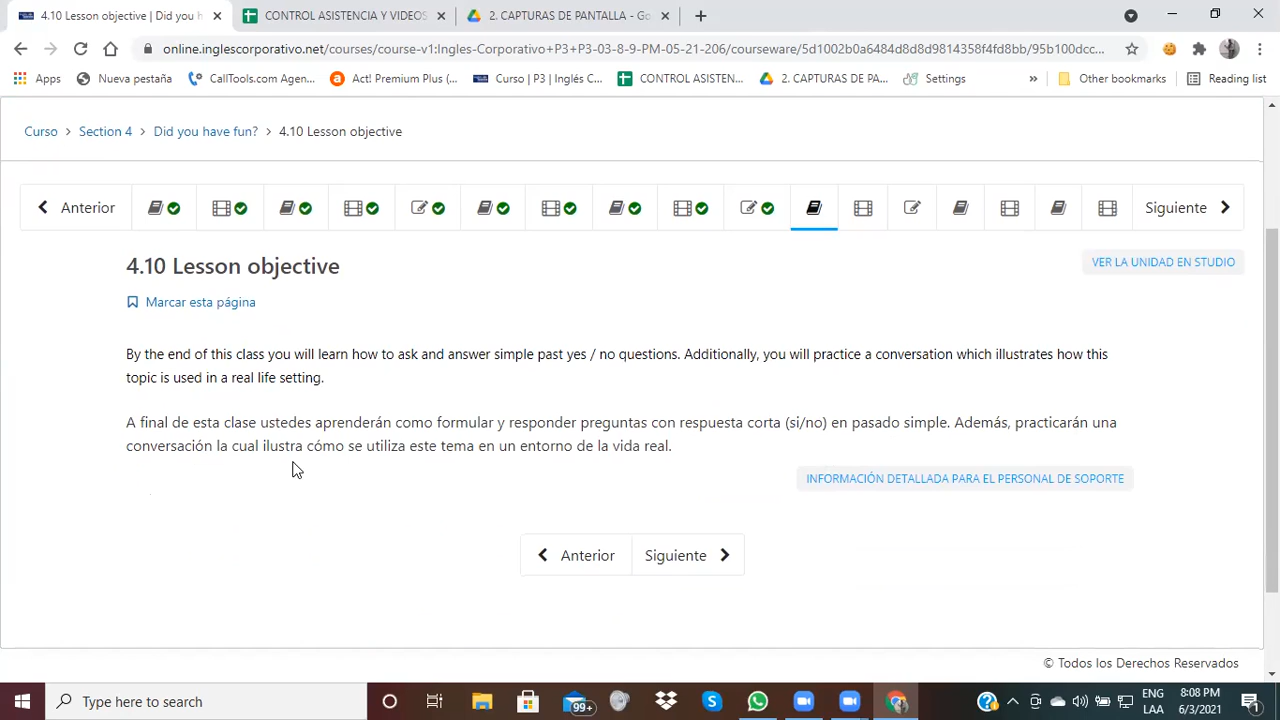 4.10 Lesson objective | Did you h
CONTROL ASISTENCIA Y VIDEOS
2. CAPTURAS DE PANTALLA - Go
online.inglescorporativo.net/courses/course-v1:Ingles-Corporativo+P3+P3-03-8-9-PM-05-21-206/courseware/5d1002b0a6484d8d8d9814358f4fd8bb/95b100dcc...
Apps
Nueva pestaña
CallTools.com Agen...
Act! Premium Plus (...
Curso | P3 | Inglés C...
CONTROL ASISTEN...
2. CAPTURAS DE PA...
Settings
»
Other bookmarks
Reading list
Curso > Section 4 > Did you have fun? > 4.10 Lesson objective
Anterior
Siguiente
4.10 Lesson objective
VER LA UNIDAD EN STUDIO
Marcar esta página
By the end of this class you will learn how to ask and answer simple past yes / no questions. Additionally, you will practice a conversation which illustrates how this
topic is used in a real life setting.
A final de esta clase ustedes aprenderán como formular y responder preguntas con respuesta corta (si/no) en pasado simple. Además, practicarán una
conversación la cual ilustra cómo se utiliza este tema en un entorno de la vida real.
INFORMACIÓN DETALLADA PARA EL PERSONAL DE SOPORTE
Anterior
Siguiente
© Todos los Derechos Reservados
Type here to search
99+
ENG
LAA
8:08 PM
6/3/2021
1